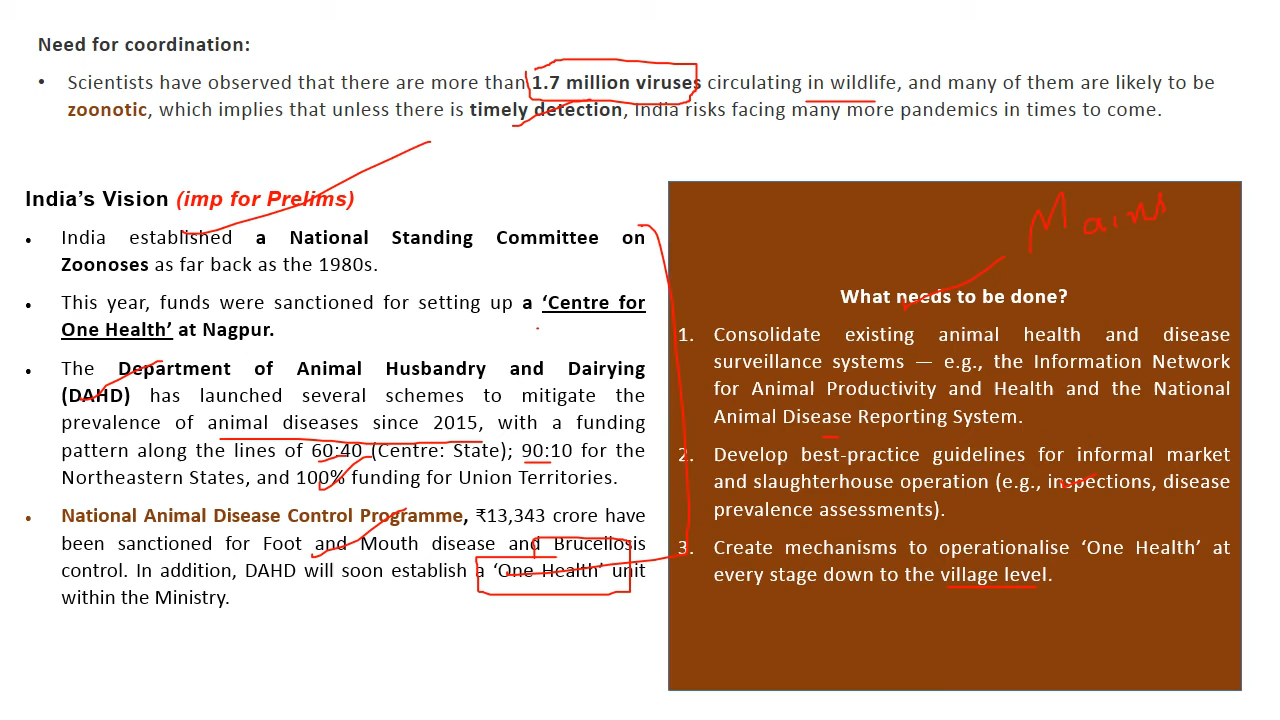 Need for coordination:
• Scientists have observed that there are more than 1.7 million viruses circulating in wildlife, and many of them are likely to be
zoonotic, which implies that unless there is timely detection, India risks facing many more pandemics in times to come.
India's Vision (imp for Prelims)
• India established a National Standing Committee on
Zoonoses as far back as the 1980s.
• This year, funds were sanctioned for setting up a ‘Centre for
One Health’ at Nagpur.
• The Department of Animal Husbandry and Dairying
(DAHD) has launched several schemes to mitigate the
prevalence of animal diseases since 2015, with a funding
pattern along the lines of 60:40 (Centre: State); 90:10 for the
Northeastern States, and 100% funding for Union Territories.
• National Animal Disease Control Programme, ₹13,343 crore have
been sanctioned for Foot and Mouth disease and Brucellosis
control. In addition, DAHD will soon establish a ‘One Health’ unit
within the Ministry.
Mains
What needs to be done?
1. Consolidate existing animal health and disease
surveillance systems — e.g., the Information Network
for Animal Productivity and Health and the National
Animal Disease Reporting System.
2. Develop best-practice guidelines for informal market
and slaughterhouse operation (e.g., inspections, disease
prevalence assessments).
3. Create mechanisms to operationalise ‘One Health’ at
every stage down to the village level.